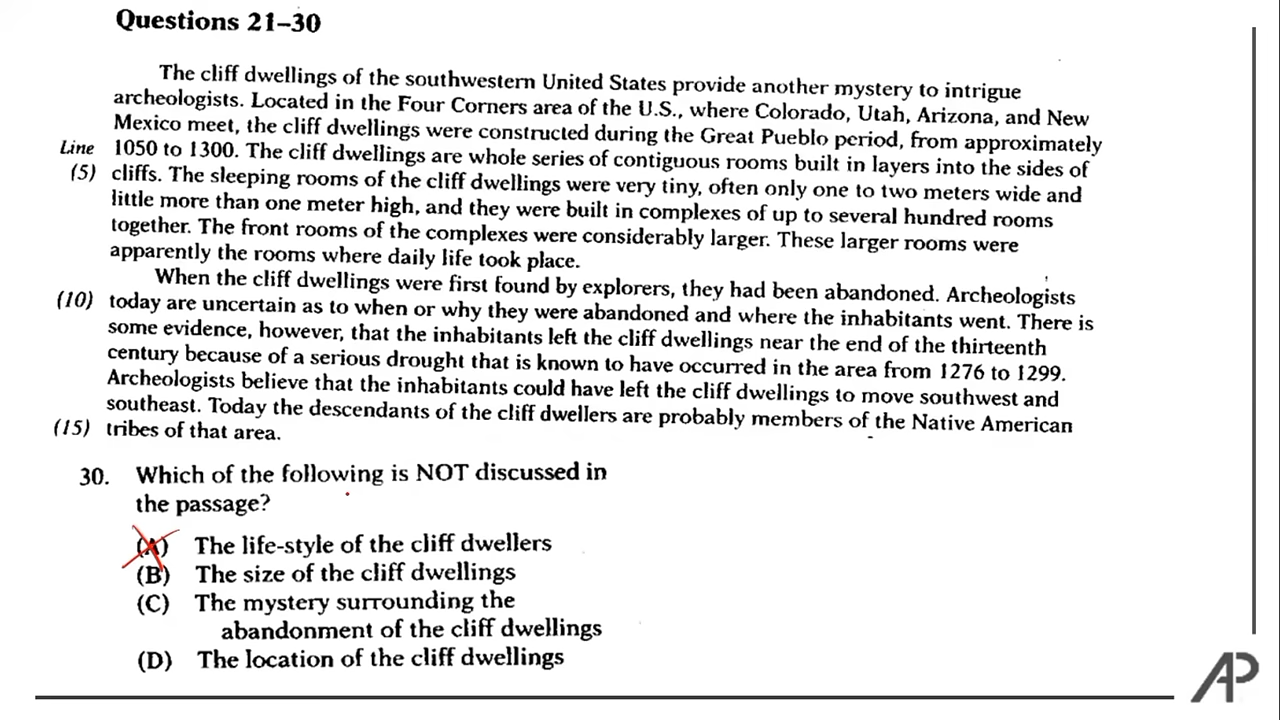 Questions 21–30
The cliff dwellings of the southwestern United States provide another mystery to intrigue
archeologists. Located in the Four Corners area of the U.S., where Colorado, Utah, Arizona, and New
Mexico meet, the cliff dwellings were constructed during the Great Pueblo period, from approximately
Line 1050 to 1300. The cliff dwellings are whole series of contiguous rooms built in layers into the sides of
(5) cliffs. The sleeping rooms of the cliff dwellings were very tiny, often only one to two meters wide and
little more than one meter high, and they were built in complexes of up to several hundred rooms
together. The front rooms of the complexes were considerably larger. These larger rooms were
apparently the rooms where daily life took place.
When the cliff dwellings were first found by explorers, they had been abandoned. Archeologists
(10) today are uncertain as to when or why they were abandoned and where the inhabitants went. There is
some evidence, however, that the inhabitants left the cliff dwellings near the end of the thirteenth
century because of a serious drought that is known to have occurred in the area from 1276 to 1299.
Archeologists believe that the inhabitants could have left the cliff dwellings to move southwest and
southeast. Today the descendants of the cliff dwellers are probably members of the Native American
(15) tribes of that area.
30. Which of the following is NOT discussed in
the passage?
(A) The life-style of the cliff dwellers
(B) The size of the cliff dwellings
(C) The mystery surrounding the
abandonment of the cliff dwellings
(D) The location of the cliff dwellings
AP